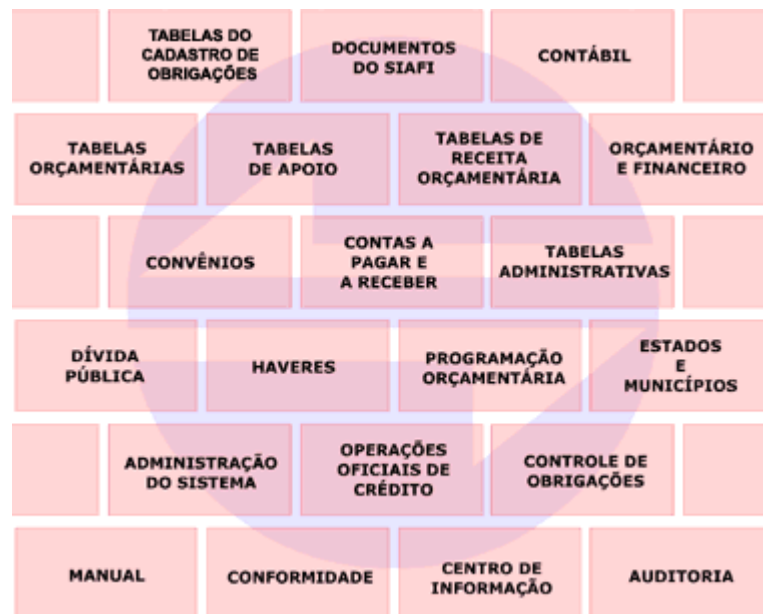 TABELAS DO
CADASTRO DE
OBRIGAÇÕES
DOCUMENTOS
DO SIAFI
CONTÁBIL
TABELAS
ORÇAMENTÁRIAS
TABELAS
DE APOIO
TABELAS DE
RECEITA
ORÇAMENTÁRIA
ORÇAMENTÁRIO
E FINANCEIRO
CONVÊNIOS
CONTAS A
PAGAR E
A RECEBER
TABELAS
ADMINISTRATIVAS
DÍVIDA
PÚBLICA
HAVERES
PROGRAMAÇÃO
ORÇAMENTÁRIA
ESTADOS
E
MUNICÍPIOS
ADMINISTRAÇÃO
DO SISTEMA
OPERAÇÕES
OFICIAIS DE
CRÉDITO
CONTROLE DE
OBRIGAÇÕES
MANUAL
CONFORMIDADE
CENTRO DE
INFORMAÇÃO
AUDITORIA